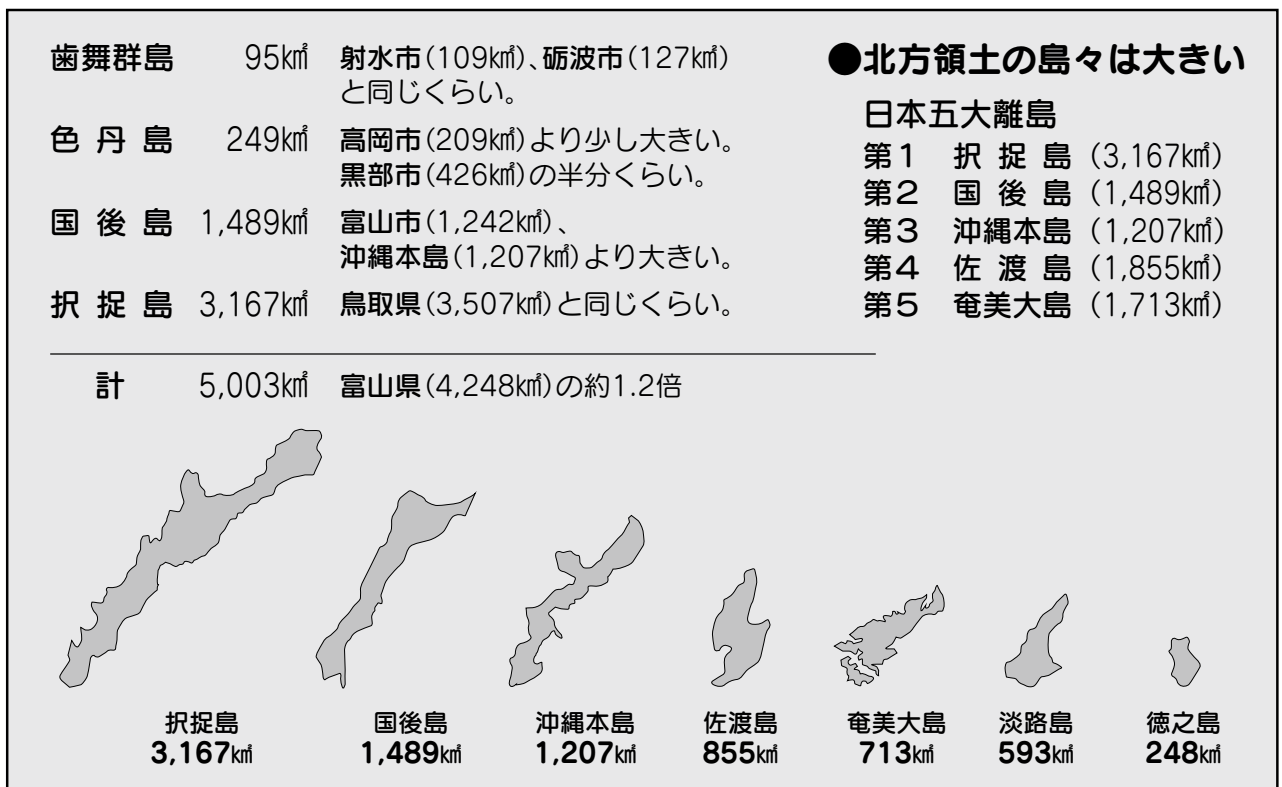 歯舞群島 95㎢ 射水市(109㎢)、砺波市(127㎢)
と同じくらい。
色丹島 249㎢ 高岡市(209㎢)より少し大きい。
黒部市(426㎢)の半分くらい。
国後島 1,489㎢ 富山市(1,242㎢)、
沖縄本島(1,207㎢)より大きい。
択捉島 3,167㎢ 鳥取県(3,507㎢)と同じくらい。
計 5,003㎢ 富山県(4,248㎢)の約1.2倍
●北方領土の島々は大きい
日本五大離島
第1 択捉島(3,167㎢)
第2 国後島(1,489㎢)
第3 沖縄本島(1,207㎢)
第4 佐渡島(1,855㎢)
第5 奄美大島(1,713㎢)
択捉島 国後島 沖縄本島 佐渡島 奄美大島 淡路島 徳之島
3,167㎢ 1,489㎢ 1,207㎢ 855㎢ 713㎢ 593㎢ 248㎢